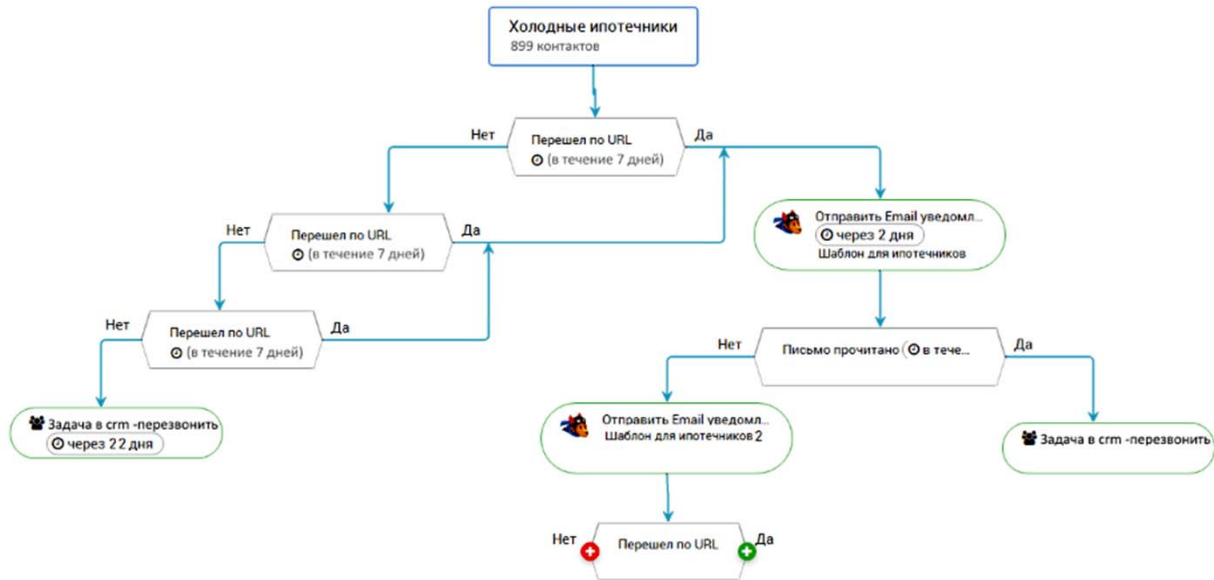 Холодные ипотечники
899 контактов
Нет
Перешел по URL
(в течение 7 дней)
Да
Нет
Перешел по URL
(в течение 7 дней)
Да
Отправить Email уведомл...
через 2 дня
Шаблон для ипотечников
Нет
Перешел по URL
(в течение 7 дней)
Да
Нет
Письмо прочитано (в тече...
Да
Задача в crm -перезвонить
через 22 дня
Отправить Email уведомл...
Шаблон для ипотечников 2
Задача в crm -перезвонить
Нет
Перешел по URL
Да